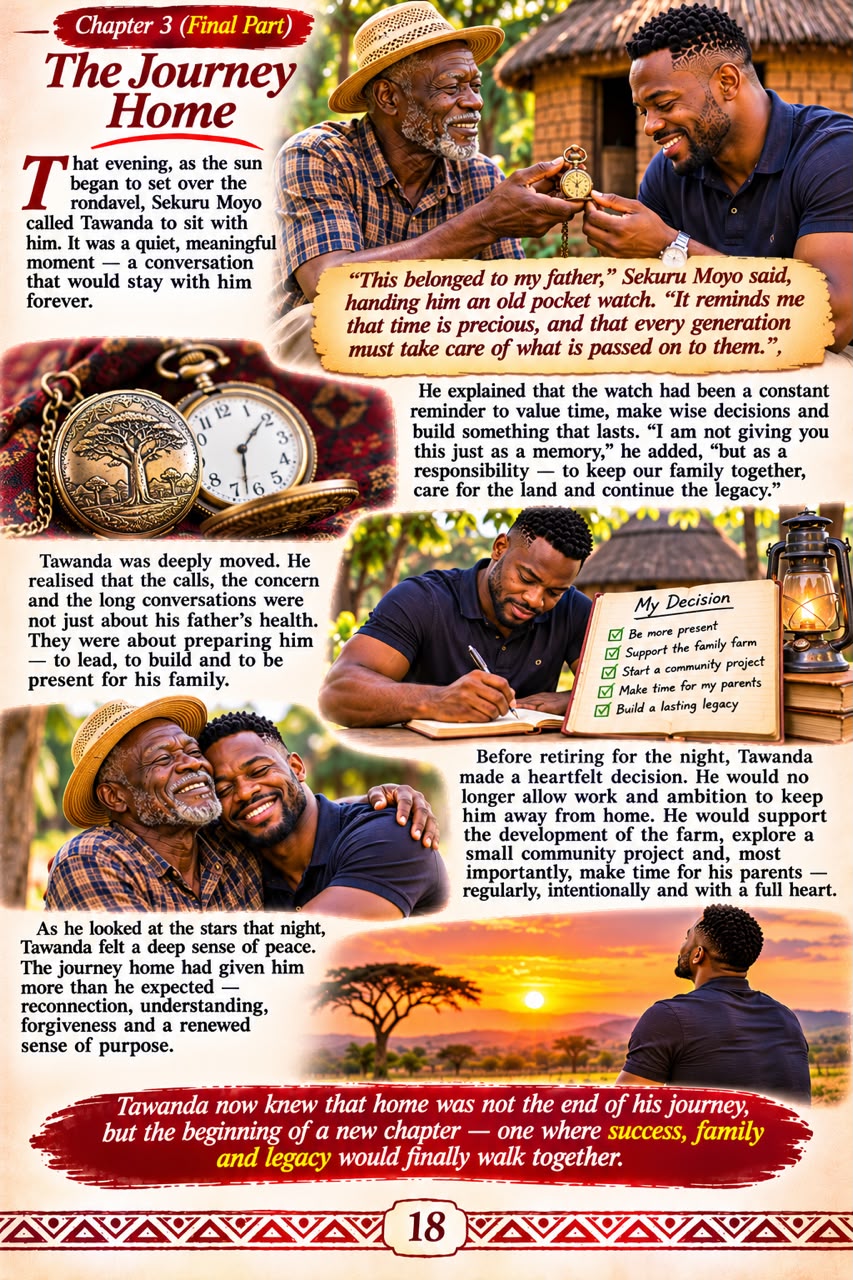 Chapter 3 (Final Part)
The Journey
Home
That evening, as the sun
began to set over the
rondavel, Sekuru Moyo
called Tawanda to sit with
him. It was a quiet, meaningful
moment — a conversation
that would stay with him
forever.
“This belonged to my father,” Sekuru Moyo said,
handing him an old pocket watch. “It reminds me
that time is precious, and that every generation
must take care of what is passed on to them.”,
He explained that the watch had been a constant
reminder to value time, make wise decisions and
build something that lasts. “I am not giving you
this just as a memory,” he added, “but as a
responsibility — to keep our family together,
care for the land and continue the legacy.”
Tawanda was deeply moved. He
realised that the calls, the concern
and the long conversations were
not just about his father’s health.
They were about preparing him
— to lead, to build and to be
present for his family.
My Decision
Be more present
Support the family farm
Start a community project
Make time for my parents
Build a lasting legacy
Before retiring for the night, Tawanda
made a heartfelt decision. He would no
longer allow work and ambition to keep
him away from home. He would support
the development of the farm, explore a
small community project and, most
importantly, make time for his parents —
regularly, intentionally and with a full heart.
As he looked at the stars that night,
Tawanda felt a deep sense of peace.
The journey home had given him
more than he expected —
reconnection, understanding,
forgiveness and a renewed
sense of purpose.
Tawanda now knew that home was not the end of his journey,
but the beginning of a new chapter — one where success, family
and legacy would finally walk together.
18